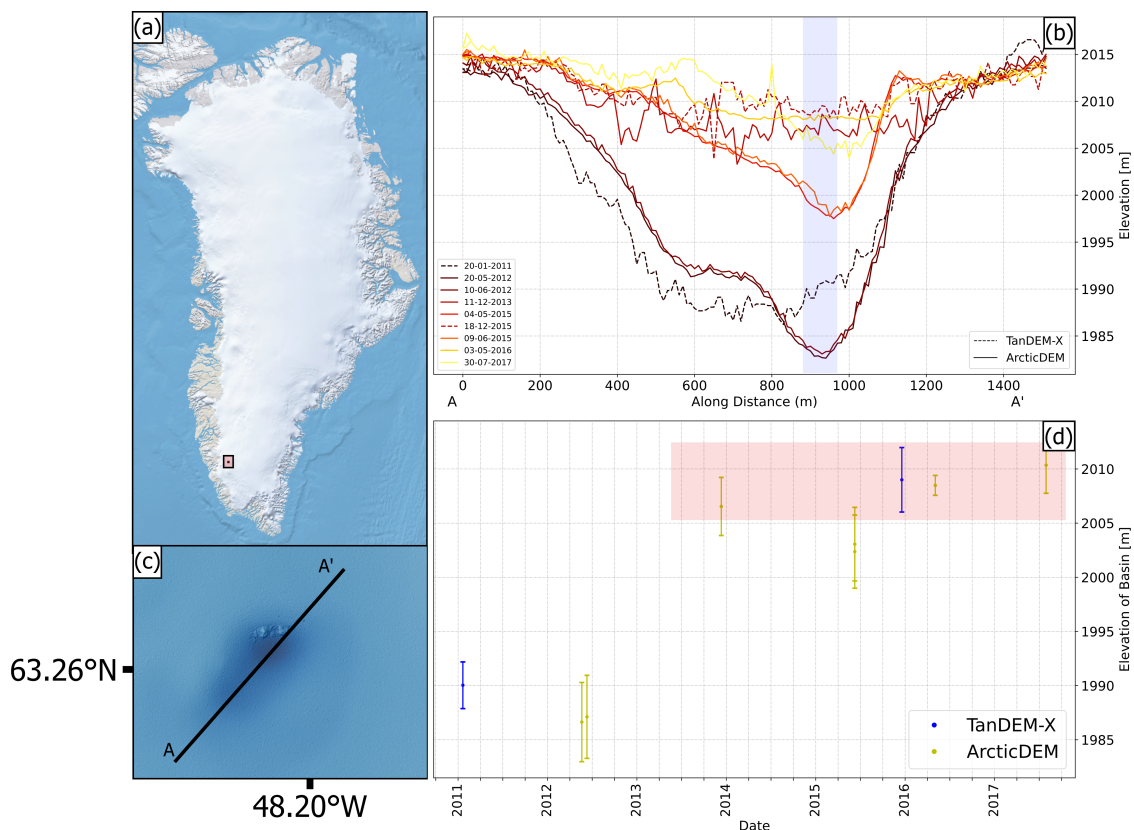 (a)
(b)
2015
2010
2005
2000
1995
1990
1985
Elevation [m]
20-01-2011
20-05-2012
10-06-2012
11-12-2013
04-05-2015
18-12-2015
09-06-2015
03-05-2016
30-07-2017
TanDEM-X
ArcticDEM
0
200
400
600
800
1000
1200
1400
A
Along Distance (m)
A'
(c)
A'
A
63.26°N
48.20°W
(d)
2010
2005
2000
1995
1990
1985
Elevation of Basin [m]
TanDEM-X
ArcticDEM
2011
2012
2013
2014
2015
2016
2017
Date